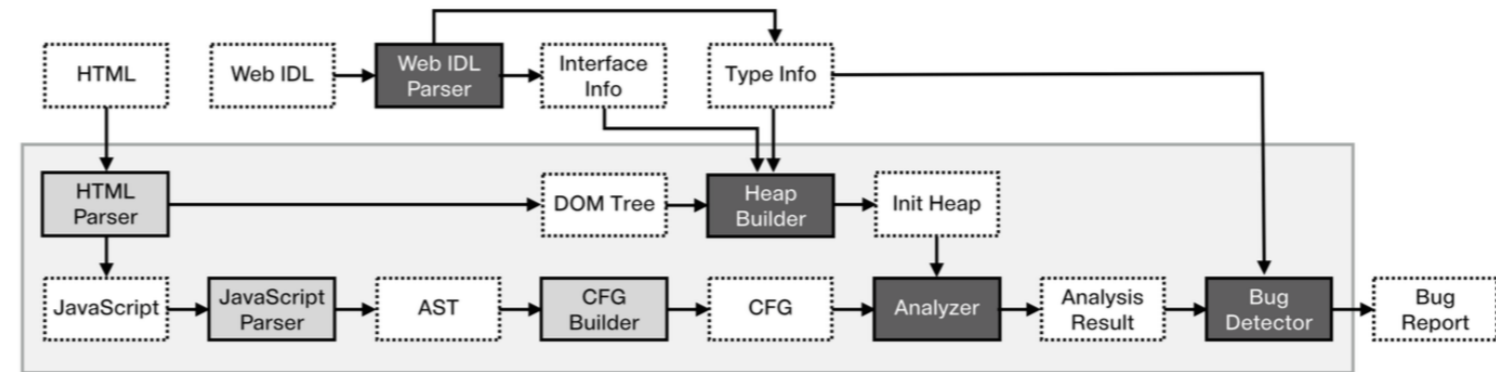 HTML
Web IDL
Web IDL
Parser
Interface
Info
Type Info
HTML
Parser
DOM Tree
Heap
Builder
Init Heap
JavaScript
JavaScript
Parser
AST
CFG
Builder
CFG
Analyzer
Analysis
Result
Bug
Detector
Bug
Report